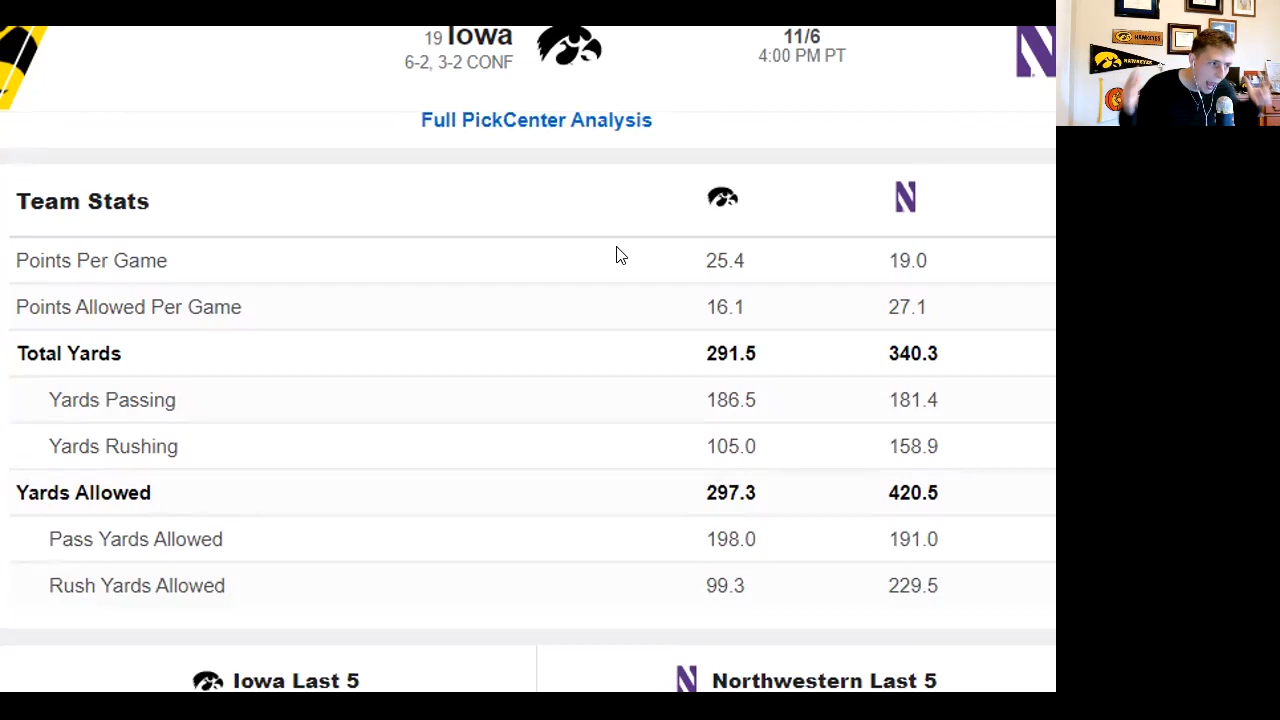 19 Iowa
6-2, 3-2 CONF
11/6
4:00 PM PT
N
Full PickCenter Analysis
Team Stats
N
Points Per Game 25.4 19.0
Points Allowed Per Game 16.1 27.1
Total Yards 291.5 340.3
Yards Passing 186.5 181.4
Yards Rushing 105.0 158.9
Yards Allowed 297.3 420.5
Pass Yards Allowed 198.0 191.0
Rush Yards Allowed 99.3 229.5
Iowa Last 5
N Northwestern Last 5
HAWKEYES
HAWKEYES